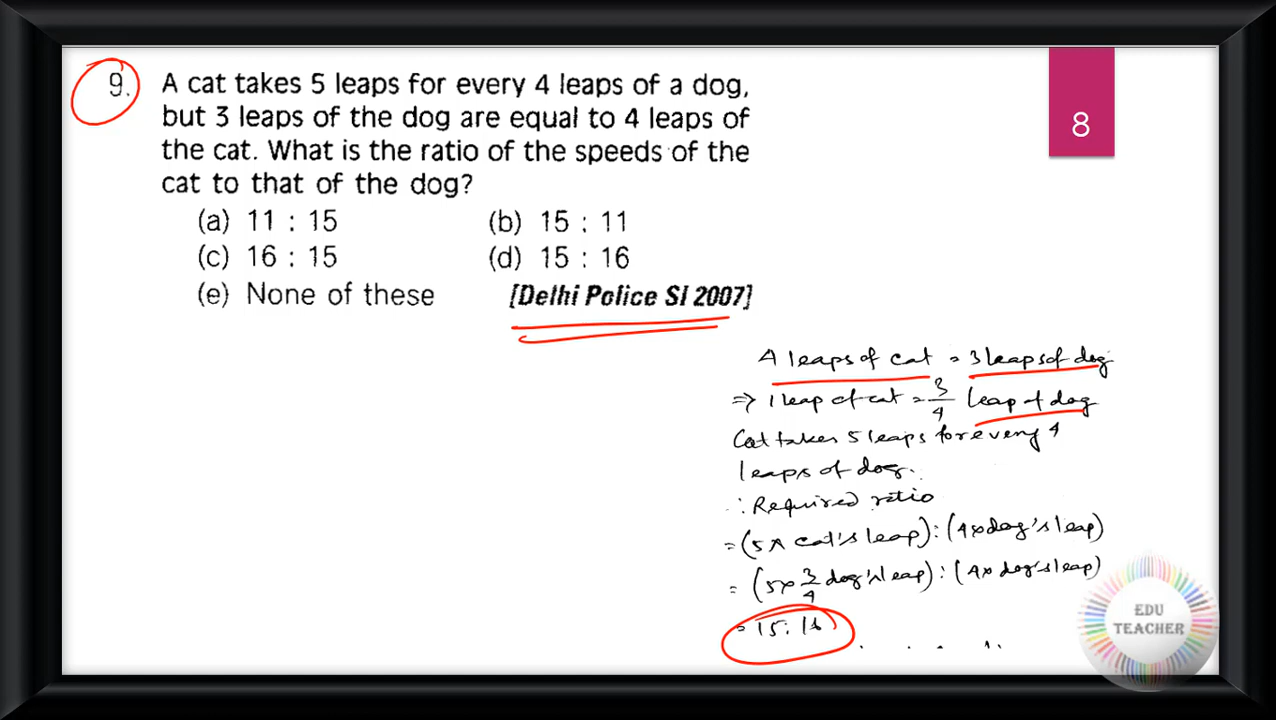 9. A cat takes 5 leaps for every 4 leaps of a dog,
but 3 leaps of the dog are equal to 4 leaps of
the cat. What is the ratio of the speeds of the
cat to that of the dog?
(a) 11 : 15 (b) 15 : 11
(c) 16 : 15 (d) 15 : 16
(e) None of these [Delhi Police SI 2007]
8
4 leaps of cat = 3 leaps of dog
⇒ 1 leap of cat = 3/4 leap of dog
Cat takes 5 leaps for every 4
leaps of dog.
∴ Required ratio
= (5 × cat's leap) : (4 × dog's leap)
= (5 × 3/4 dog's leap) : (4 × dog's leap)
= 15 : 16
EDU
TEACHER